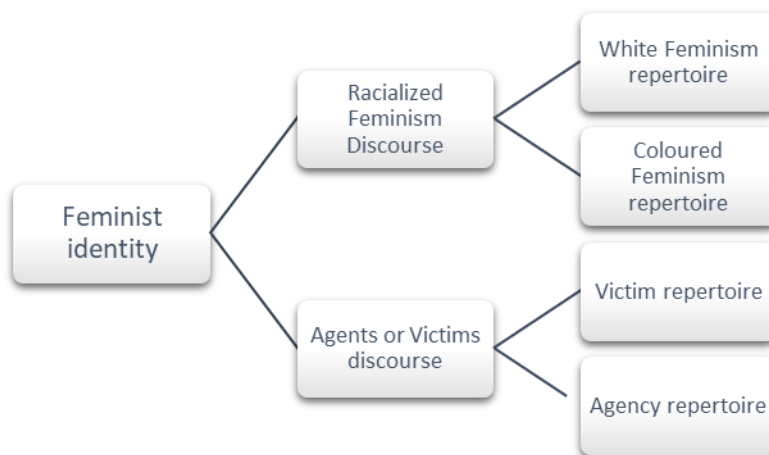 White Feminism
repertoire
Racialized
Feminism
Discourse
Coloured
Feminism
repertoire
Feminist
identity
Victim repertoire
Agents or Victims
discourse
Agency repertoire